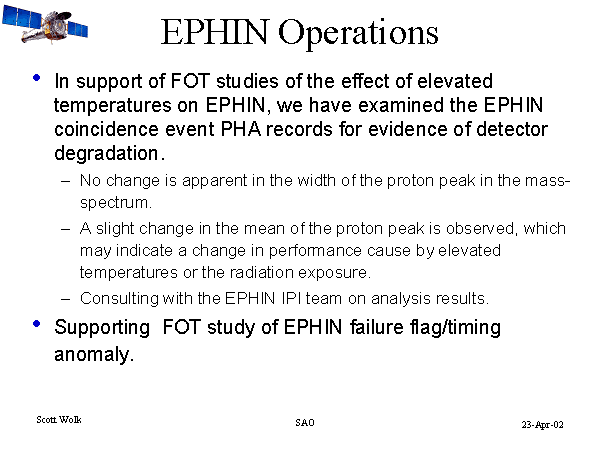 EPHIN Operations
• In support of FOT studies of the effect of elevated
temperatures on EPHIN, we have examined the EPHIN
coincidence event PHA records for evidence of detector
degradation.
– No change is apparent in the width of the proton peak in the mass-
spectrum.
– A slight change in the mean of the proton peak is observed, which
may indicate a change in performance cause by elevated
temperatures or the radiation exposure.
– Consulting with the EPHIN IPI team on analysis results.
• Supporting  FOT study of EPHIN failure flag/timing
anomaly.
Scott Wolk
SAO
23-Apr-02